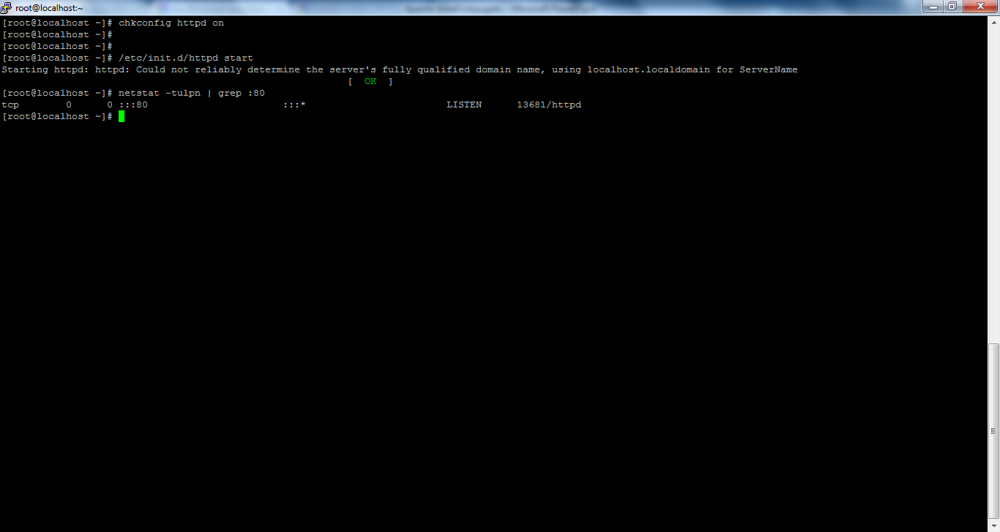 root@localhost:~
[root@localhost ~]# chkconfig httpd on
[root@localhost ~]#
[root@localhost ~]#
[root@localhost ~]# /etc/init.d/httpd start
Starting httpd: httpd: Could not reliably determine the server's fully qualified domain name, using localhost.localdomain for ServerName
[  OK  ]
[root@localhost ~]# netstat -tulpn | grep :80
tcp        0      0 :::80                       :::*                        LISTEN      13681/httpd
[root@localhost ~]#